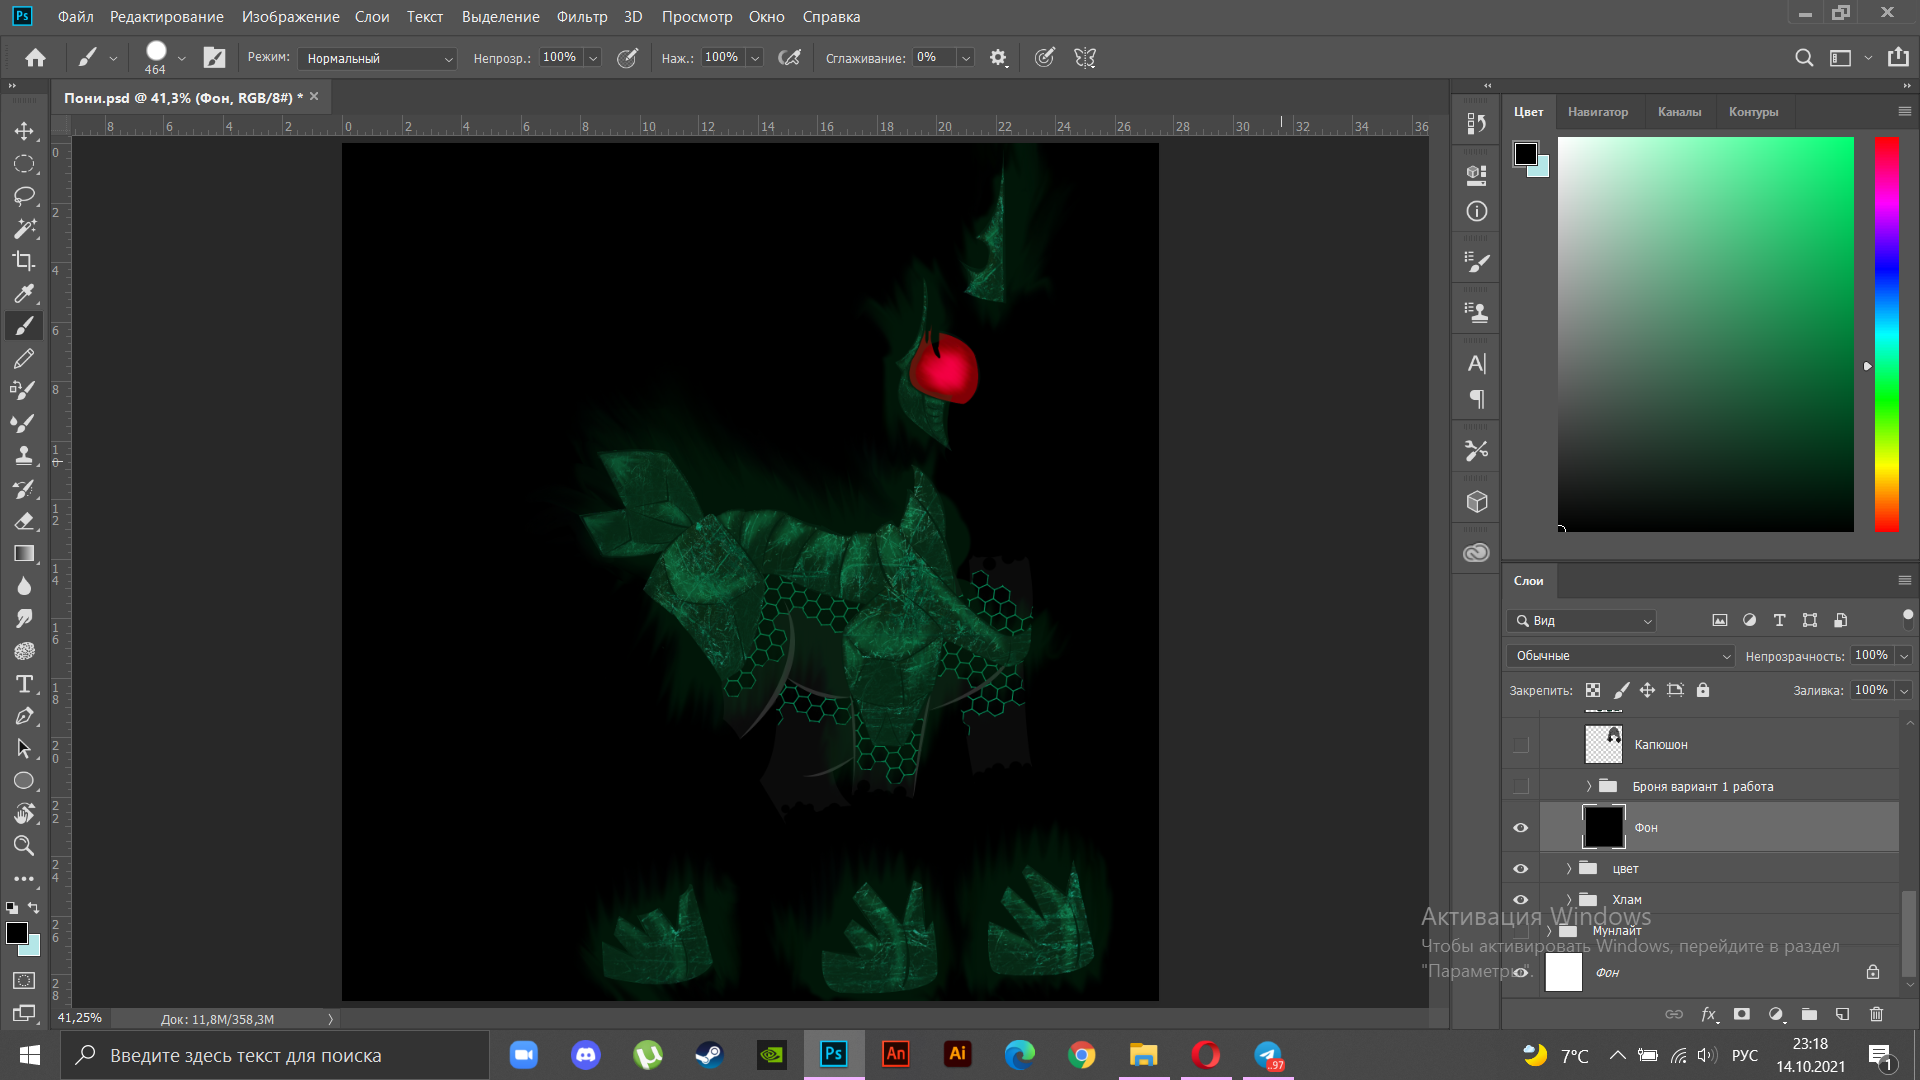 Ps Файл Редактирование Изображение Слои Текст Выделение Фильтр 3D Просмотр Окно Справка
464 Режим: Нормальный Непрозр.: 100% Наж.: 100% Сглаживание: 0%
Пони.psd @ 41,3% (Фон, RGB/8#) *
8 6 4 2 0 2 4 6 8 10 12 14 16 18 20 22 24 26 28 30 32 34 36
0
2
4
6
8
10
12
14
16
18
20
22
24
26
28
Цвет Навигатор Каналы Контуры
Слои
Вид
Обычные Непрозрачность: 100%
Закрепить: Заливка: 100%
Капюшон
Броня вариант 1 работа
Фон
цвет
Хлам
Мунлайт
Фон
Активация Windows
Чтобы активировать Windows, перейдите в раздел
"Параметры".
41,25% Док: 11,8M/358,3M
Введите здесь текст для поиска
Ps An Ai ..97
7°C РУС 23:18
14.10.2021
1